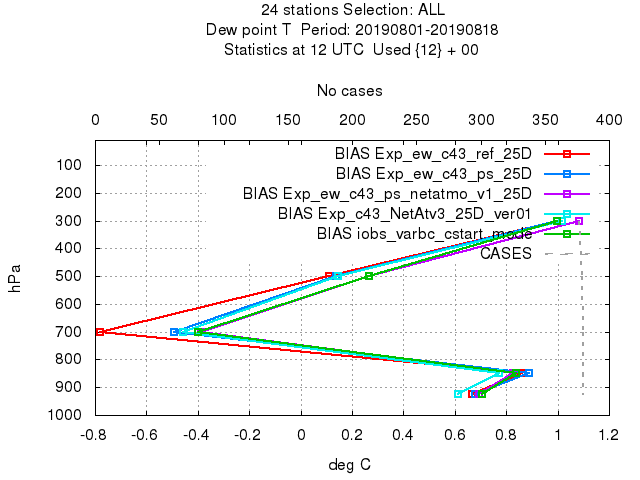 24 stations Selection: ALL
Dew point T  Period: 20190801-20190818
Statistics at 12 UTC  Used {12} + 00
No cases
0 50 100 150 200 250 300 350 400
BIAS Exp_ew_c43_ref_25D
BIAS Exp_ew_c43_ps_25D
BIAS Exp_ew_c43_ps_netatmo_v1_25D
BIAS Exp_c43_NetAtv3_25D_ver01
BIAS iobs_varbc_cstart_mode
CASES
100
200
300
400
500
600
700
800
900
1000
hPa
-0.8 -0.6 -0.4 -0.2 0 0.2 0.4 0.6 0.8 1 1.2
deg C